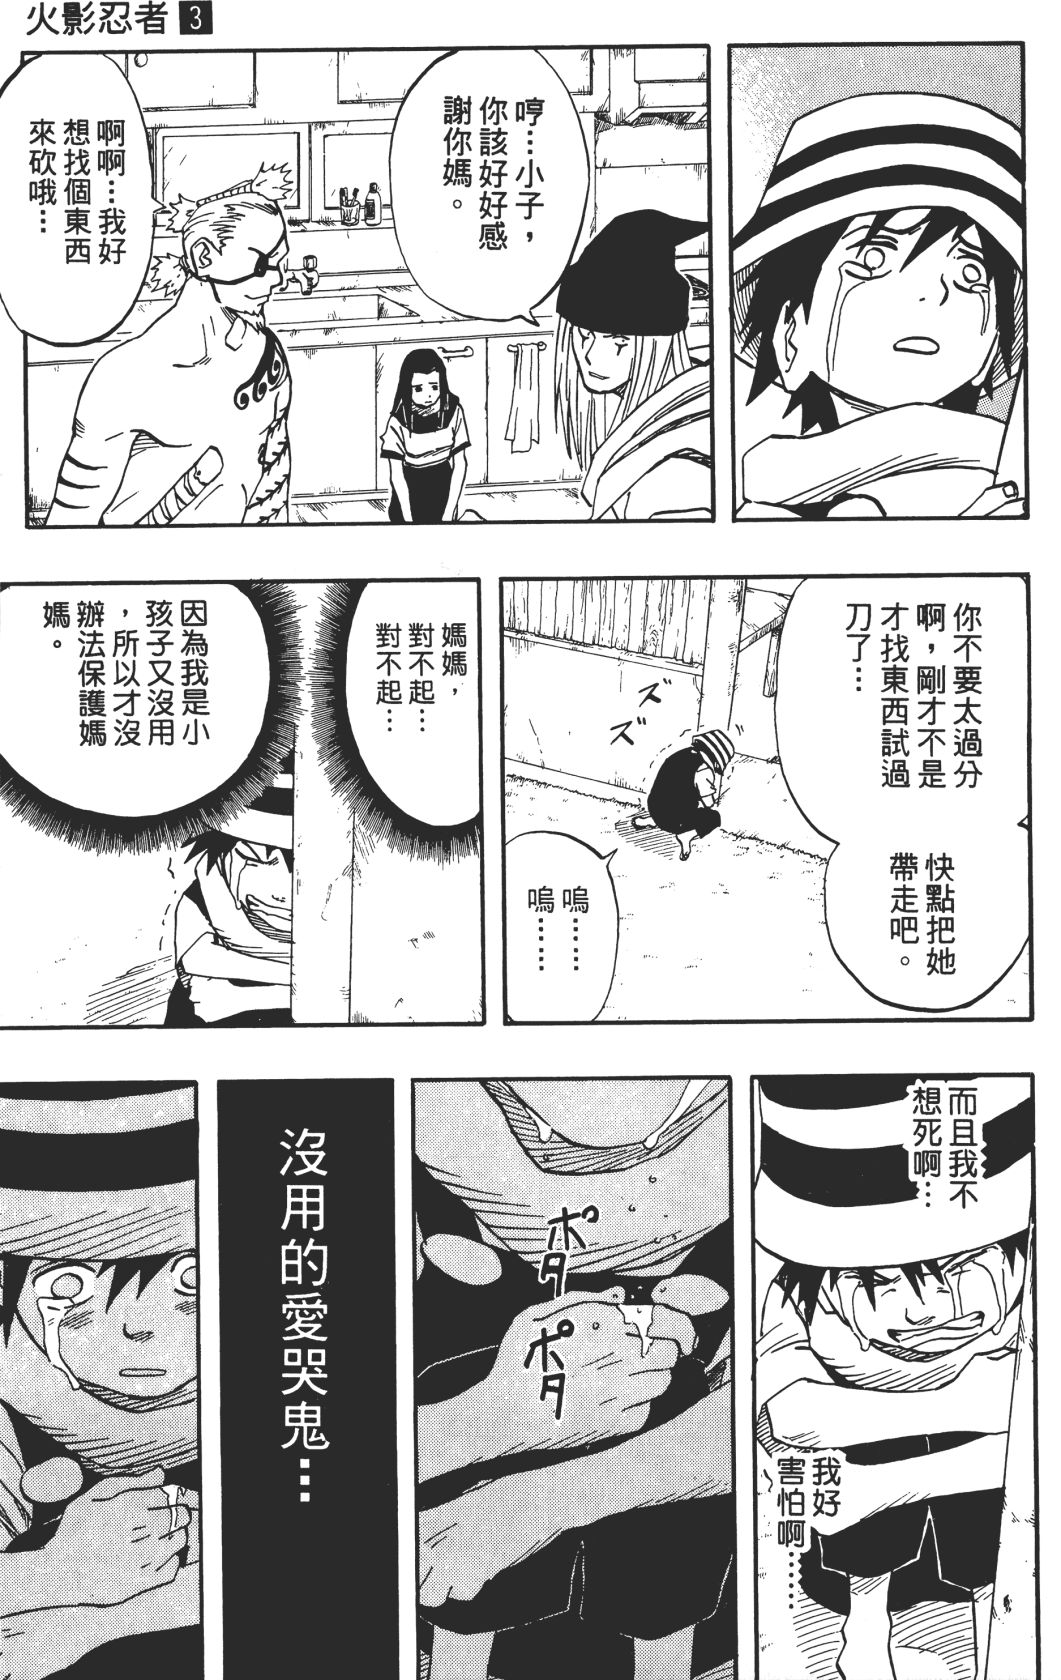 火影忍者 3
哼…小子，
你該好好感
謝你媽。
啊啊…我好
想找個東西
來砍哦…
你不要太過分
啊，剛才不是
才找東西試過
刀了…
快點把她
帶走吧。
ズ
ズ
嗚……
嗚……
媽媽，
對不起…
對不起…
因為我是小
孩子又沒用
，所以才沒
辦法保護媽
媽。
而且我不
想死啊…
我好
害怕啊……
ポタ
ポタ
沒用的愛哭鬼…